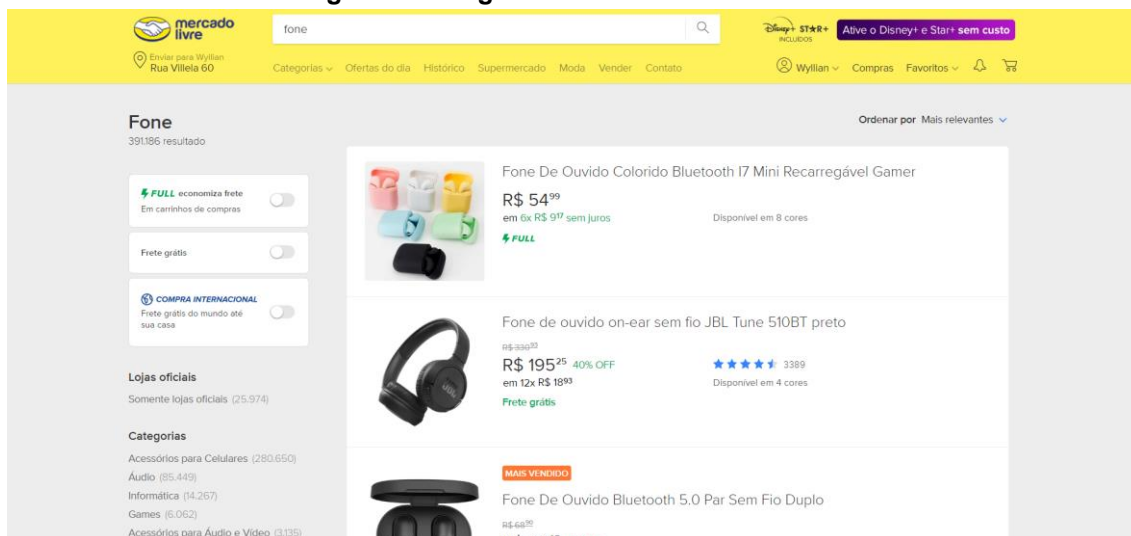 mercado
livre
fone
Disney+ STAR+
INCLUIDOS
Ative o Disney+ e Star+ sem custo
Enviar para Wyllian
Rua Villela 60
Categorias Ofertas do dia Histórico Supermercado Moda Vender Contato
Wyllian Compras Favoritos
Fone
391.186 resultado
Ordenar por Mais relevantes
FULL economiza frete
Em carrinhos de compras
Frete grátis
COMPRA INTERNACIONAL
Frete grátis do mundo até
sua casa
Lojas oficiais
Somente lojas oficiais (25.974)
Categorias
Acessórios para Celulares (280.650)
Áudio (85.449)
Informática (14.267)
Games (6.062)
Acessórios para Áudio e Vídeo (3.135)
Fone De Ouvido Colorido Bluetooth I7 Mini Recarregável Gamer
R$ 54 99
em 6x R$ 9 17 sem juros
Disponível em 8 cores
FULL
Fone de ouvido on-ear sem fio JBL Tune 510BT preto
R$ 195 25 40% OFF
3389
em 12x R$ 18 93
Disponível em 4 cores
Frete grátis
JBL
MAIS VENDIDO
Fone De Ouvido Bluetooth 5.0 Par Sem Fio Duplo